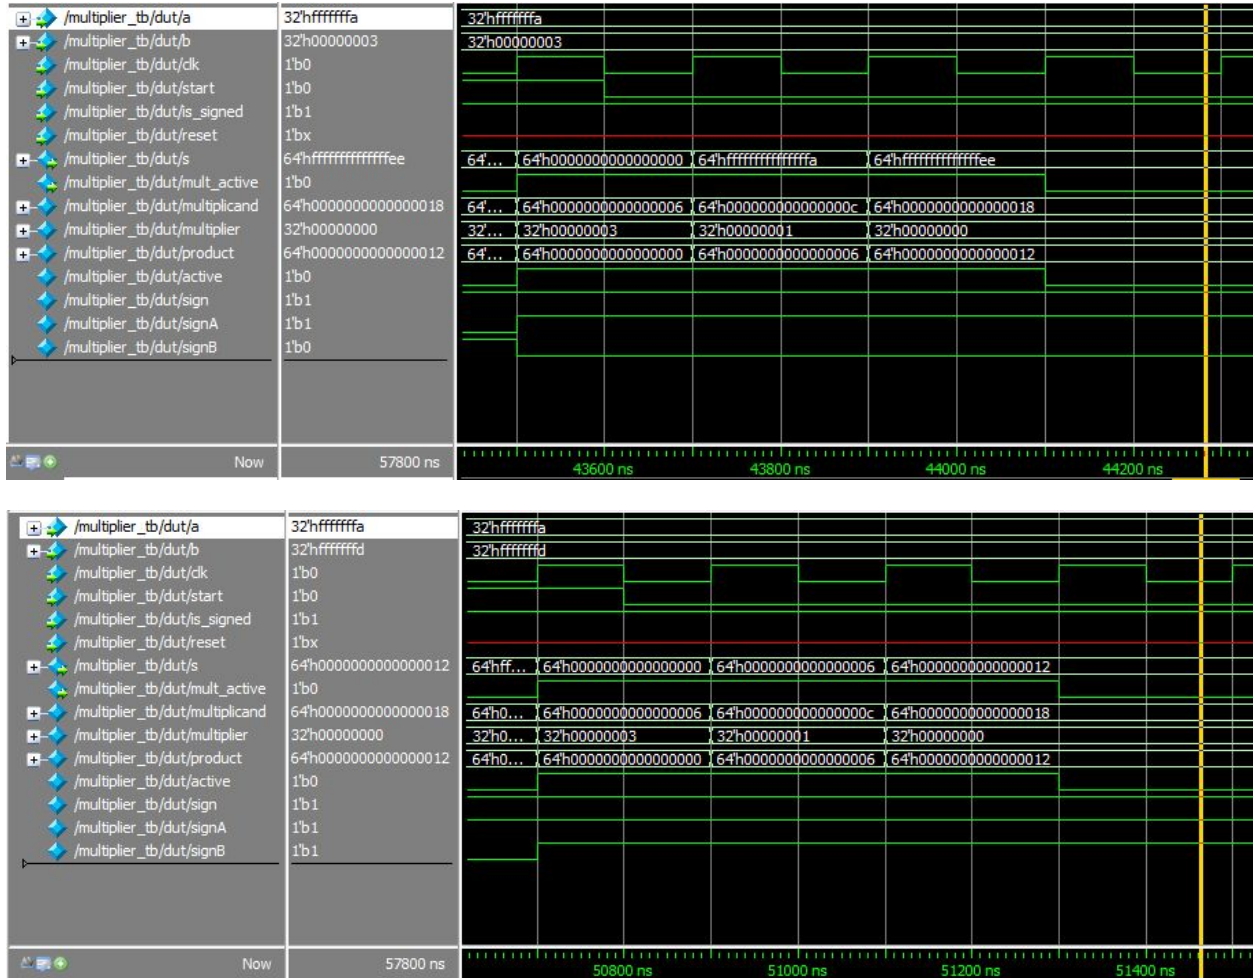 /multiplier_tb/dut/a 32'hfffffffa 32'hfffffffa
/multiplier_tb/dut/b 32'h00000003 32'h00000003
/multiplier_tb/dut/clk 1'b0
/multiplier_tb/dut/start 1'b0
/multiplier_tb/dut/is_signed 1'b1
/multiplier_tb/dut/reset 1'bx
/multiplier_tb/dut/s 64'hffffffffffffffee 64'... 64'h0000000000000000 64'hfffffffffffffffa 64'hffffffffffffffee
/multiplier_tb/dut/mult_active 1'b0
/multiplier_tb/dut/multiplicand 64'h0000000000000018 64'... 64'h0000000000000006 64'h000000000000000c 64'h0000000000000018
/multiplier_tb/dut/multiplier 32'h00000000 32'... 32'h00000003 32'h00000001 32'h00000000
/multiplier_tb/dut/product 64'h0000000000000012 64'... 64'h0000000000000000 64'h0000000000000006 64'h0000000000000012
/multiplier_tb/dut/active 1'b0
/multiplier_tb/dut/sign 1'b1
/multiplier_tb/dut/signA 1'b1
/multiplier_tb/dut/signB 1'b0
Now 57800 ns 43600 ns 43800 ns 44000 ns 44200 ns
/multiplier_tb/dut/a 32'hfffffffa 32'hfffffffa
/multiplier_tb/dut/b 32'hfffffffd 32'hfffffffd
/multiplier_tb/dut/clk 1'b0
/multiplier_tb/dut/start 1'b0
/multiplier_tb/dut/is_signed 1'b1
/multiplier_tb/dut/reset 1'bx
/multiplier_tb/dut/s 64'h0000000000000012 64'hff... 64'h0000000000000000 64'h0000000000000006 64'h0000000000000012
/multiplier_tb/dut/mult_active 1'b0
/multiplier_tb/dut/multiplicand 64'h0000000000000018 64'h0... 64'h0000000000000006 64'h000000000000000c 64'h0000000000000018
/multiplier_tb/dut/multiplier 32'h00000000 32'h0... 32'h00000003 32'h00000001 32'h00000000
/multiplier_tb/dut/product 64'h0000000000000012 64'h0... 64'h0000000000000000 64'h0000000000000006 64'h0000000000000012
/multiplier_tb/dut/active 1'b0
/multiplier_tb/dut/sign 1'b1
/multiplier_tb/dut/signA 1'b1
/multiplier_tb/dut/signB 1'b1
Now 57800 ns 50800 ns 51000 ns 51200 ns 51400 ns